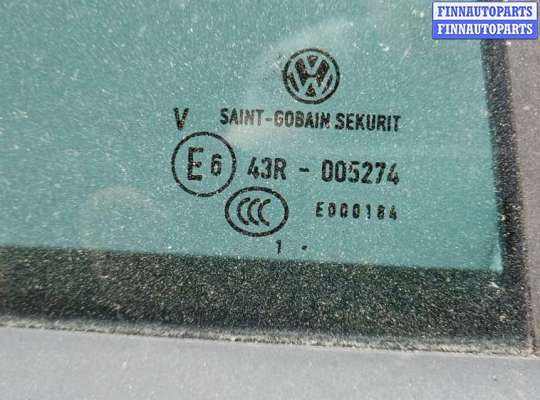 FINNAUTOPARTS
FINNAUTOPARTS
VW
SAINT-GOBAIN SEKURIT
V
E6 43R - 005274
CCC E000184
1 -